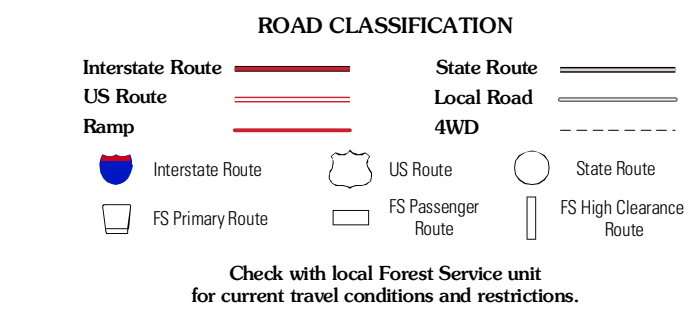 ROAD CLASSIFICATION
Interstate Route
State Route
US Route
Local Road
Ramp
4WD
Interstate Route
US Route
State Route
FS Primary Route
FS Passenger
Route
FS High Clearance
Route
Check with local Forest Service unit
for current travel conditions and restrictions.